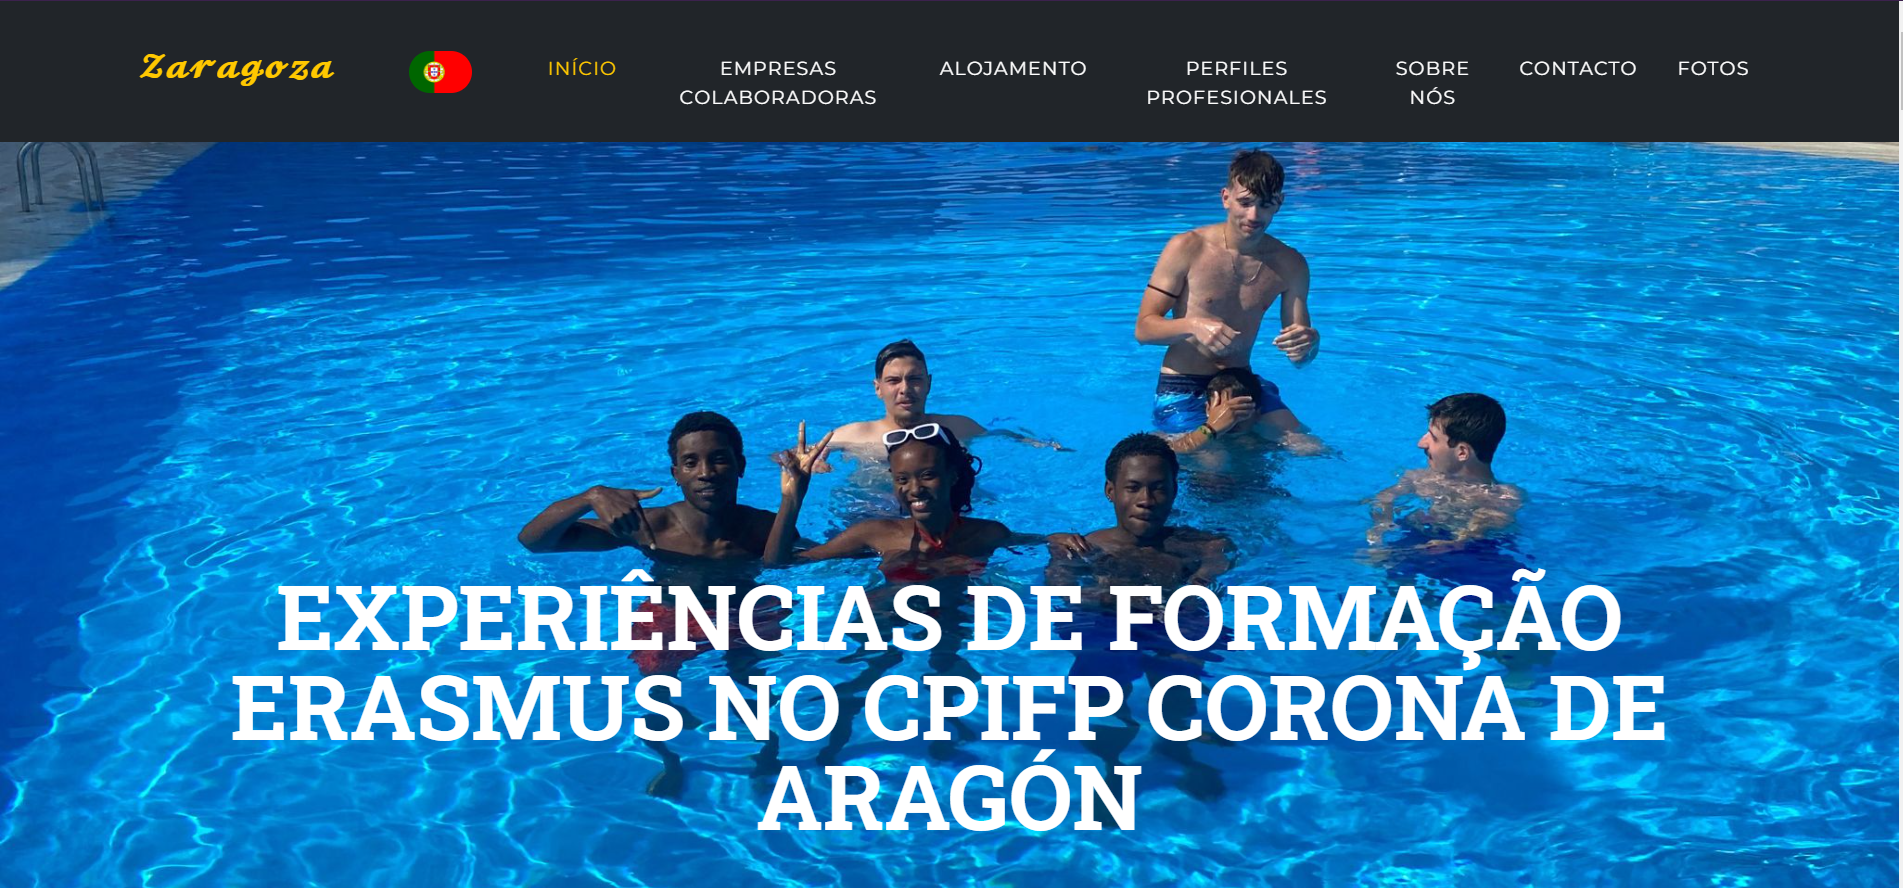 Zaragoza
INÍCIO
EMPRESAS
COLABORADORAS
ALOJAMENTO
PERFILES
PROFESIONALES
SOBRE
NÓS
CONTACTO
FOTOS
EXPERIÊNCIAS DE FORMAÇÃO
ERASMUS NO CPIFP CORONA DE
ARAGÓN